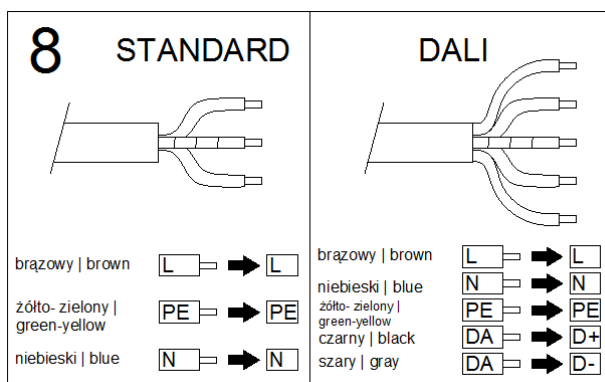 8 STANDARD
brązowy | brown L L
żółto- zielony |
green-yellow PE PE
niebieski | blue N N
DALI
brązowy | brown L L
niebieski | blue N N
żółto- zielony |
green-yellow PE PE
czarny | black DA D+
szary | gray DA D-